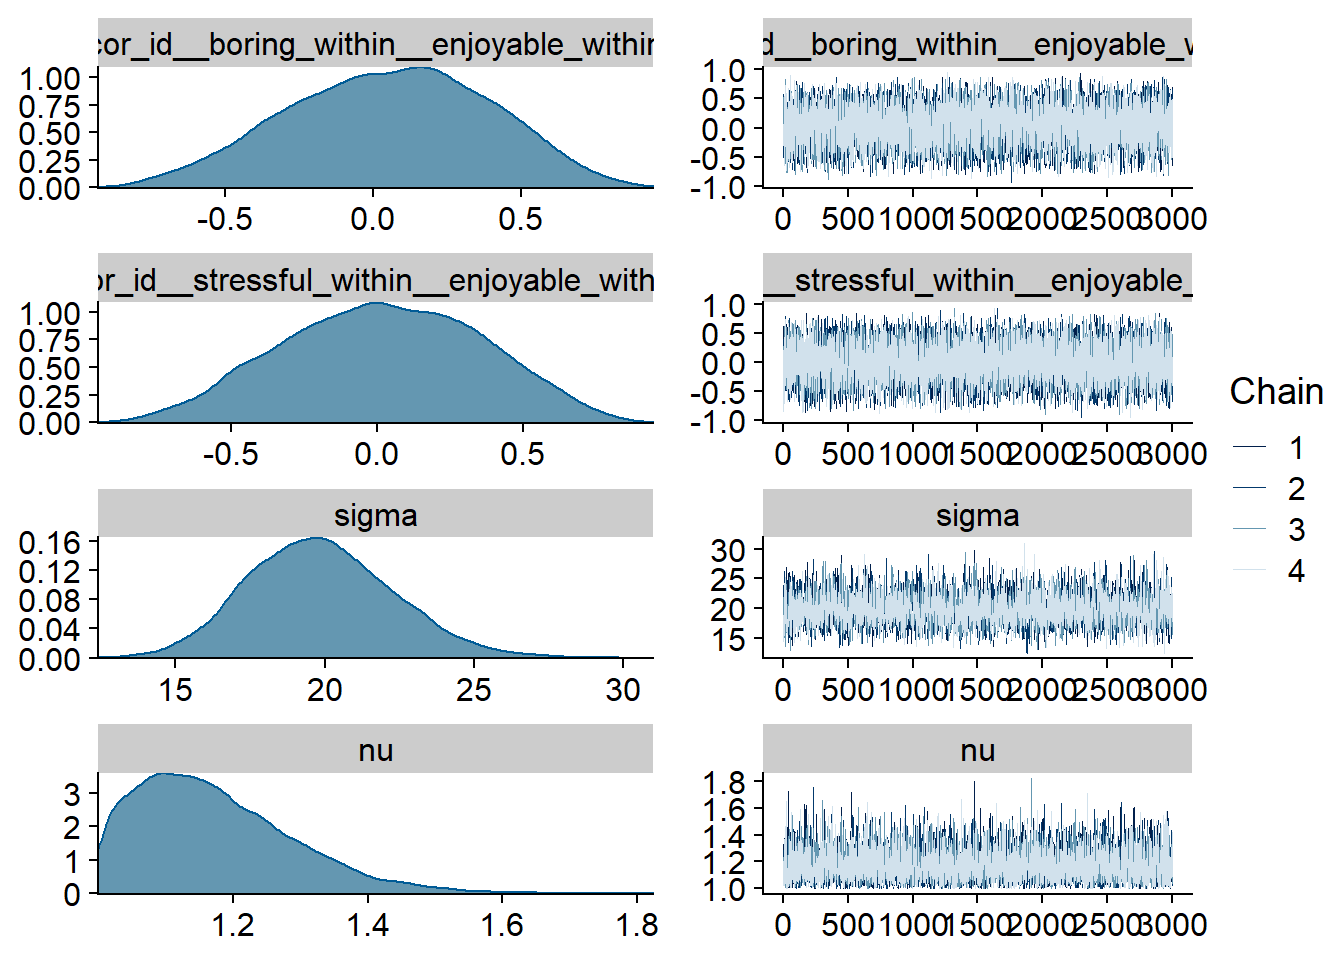 cor_id__boring_within__enjoyable_within
1.00
0.75
0.50
0.25
0.00
-0.5 0.0 0.5
d__boring_within__enjoyable_w
1.0
0.5
0.0
-0.5
-1.0
0 500 1000 1500 2000 2500 3000
or_id__stressful_within__enjoyable_with
1.00
0.75
0.50
0.25
0.00
-0.5 0.0 0.5
__stressful_within__enjoyable_
1.0
0.5
0.0
-0.5
-1.0
0 500 1000 1500 2000 2500 3000
sigma
0.16
0.12
0.08
0.04
0.00
15 20 25 30
sigma
30
25
20
15
0 500 1000 1500 2000 2500 3000
nu
3
2
1
0
1.2 1.4 1.6 1.8
nu
1.8
1.6
1.4
1.2
1.0
0 500 1000 1500 2000 2500 3000
Chain
1
2
3
4